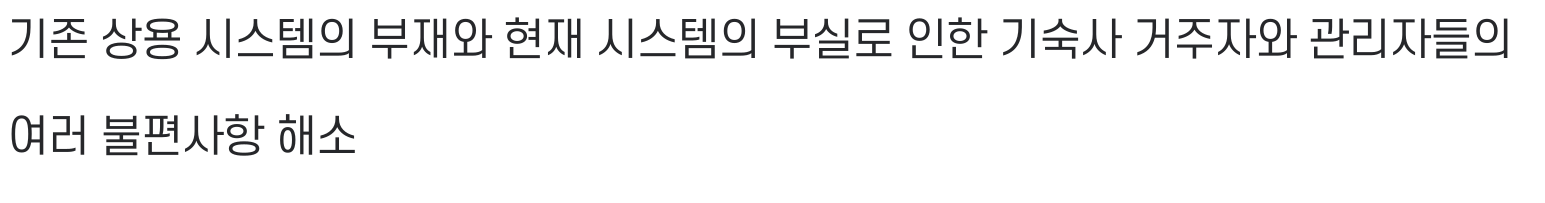 기존 상용 시스템의 부재와 현재 시스템의 부실로 인한 기숙사 거주자와 관리자들의
여러 불편사항 해소